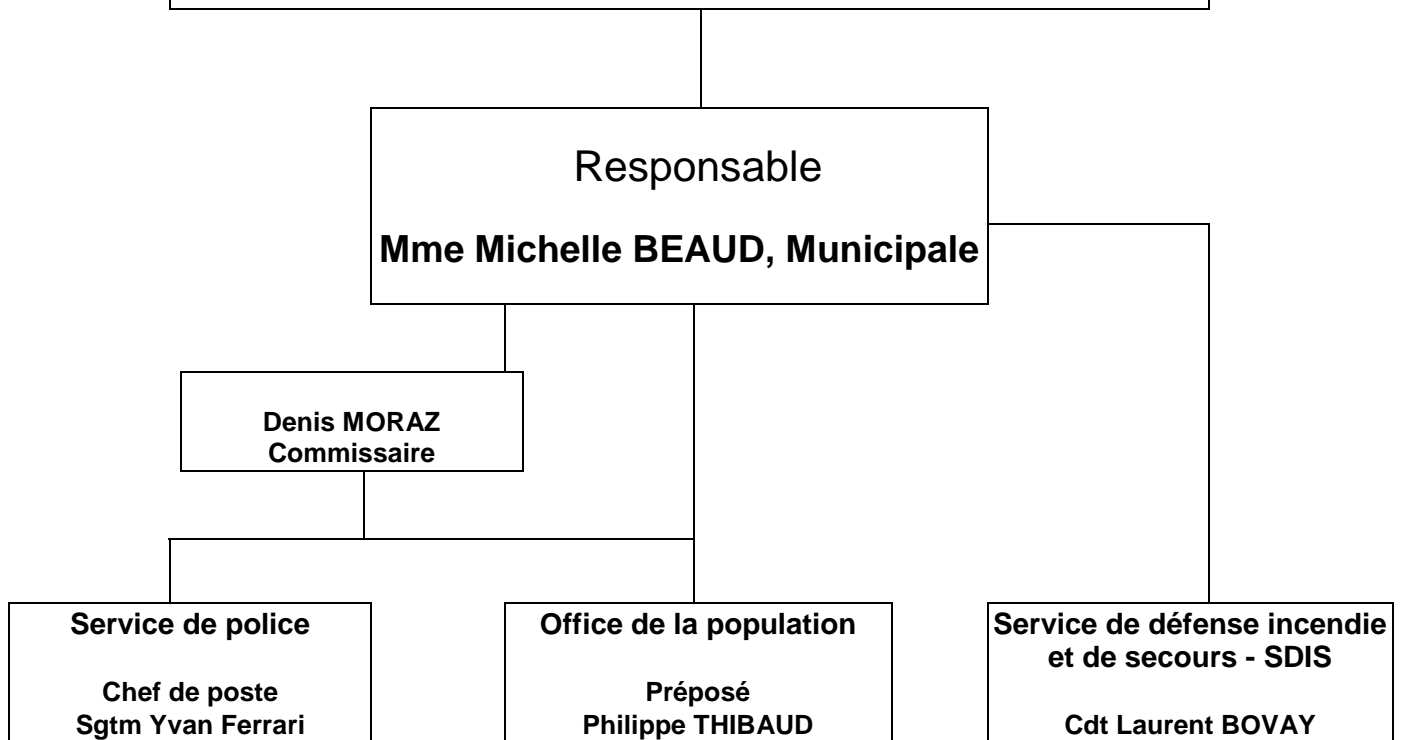 Responsable
Mme Michelle BEAUD, Municipale
Denis MORAZ
Commissaire
Service de police
Chef de poste
Sgtm Yvan Ferrari
Office de la population
Préposé
Philippe THIBAUD
Service de défense incendie
et de secours - SDIS
Cdt Laurent BOVAY